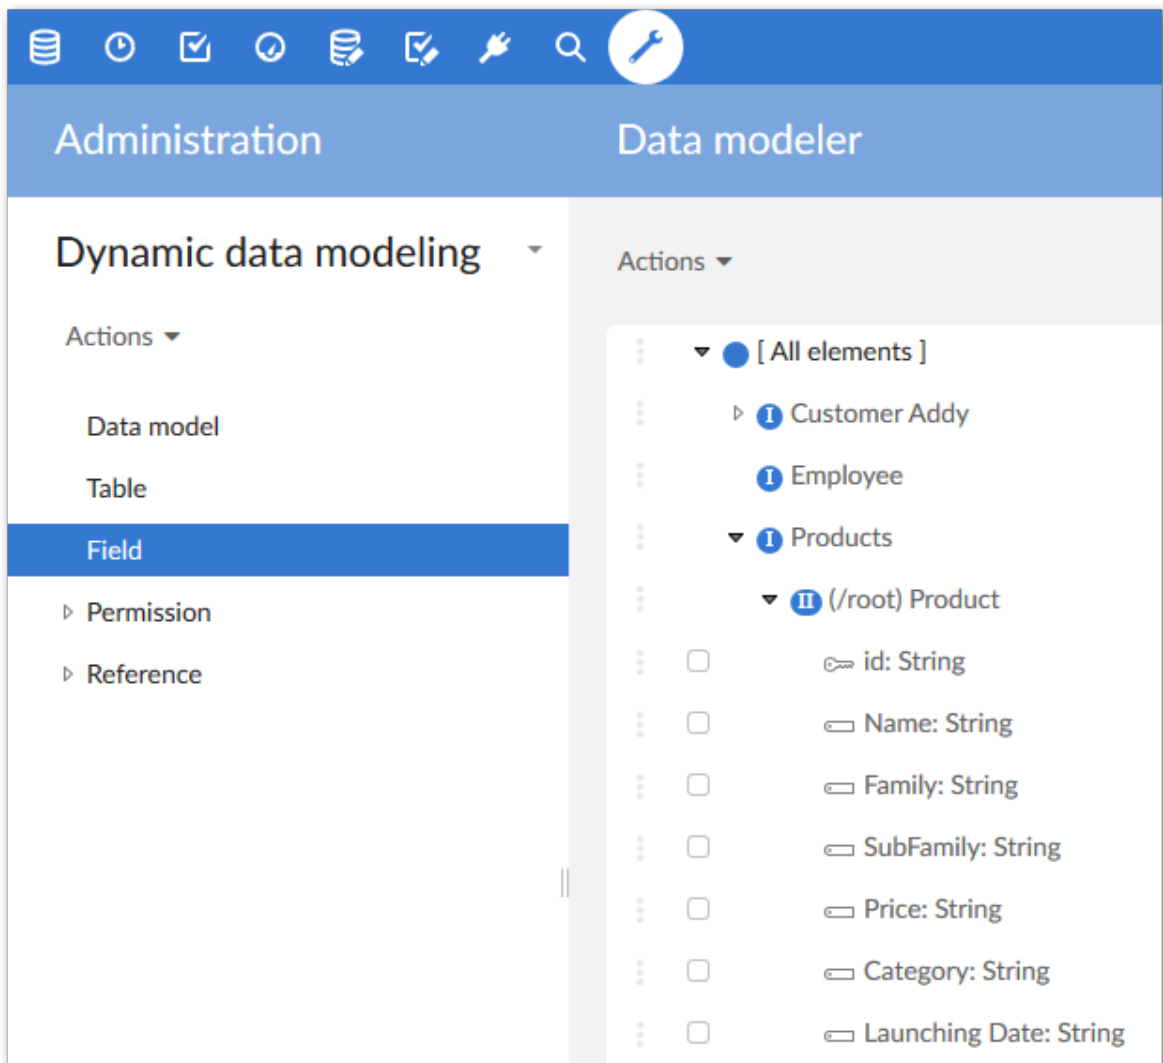 Administration
Data modeler
Dynamic data modeling
Actions
Data model
Table
Field
Permission
Reference
Actions
[ All elements ]
I Customer Addy
I Employee
I Products
II (/root) Product
id: String
Name: String
Family: String
SubFamily: String
Price: String
Category: String
Launching Date: String